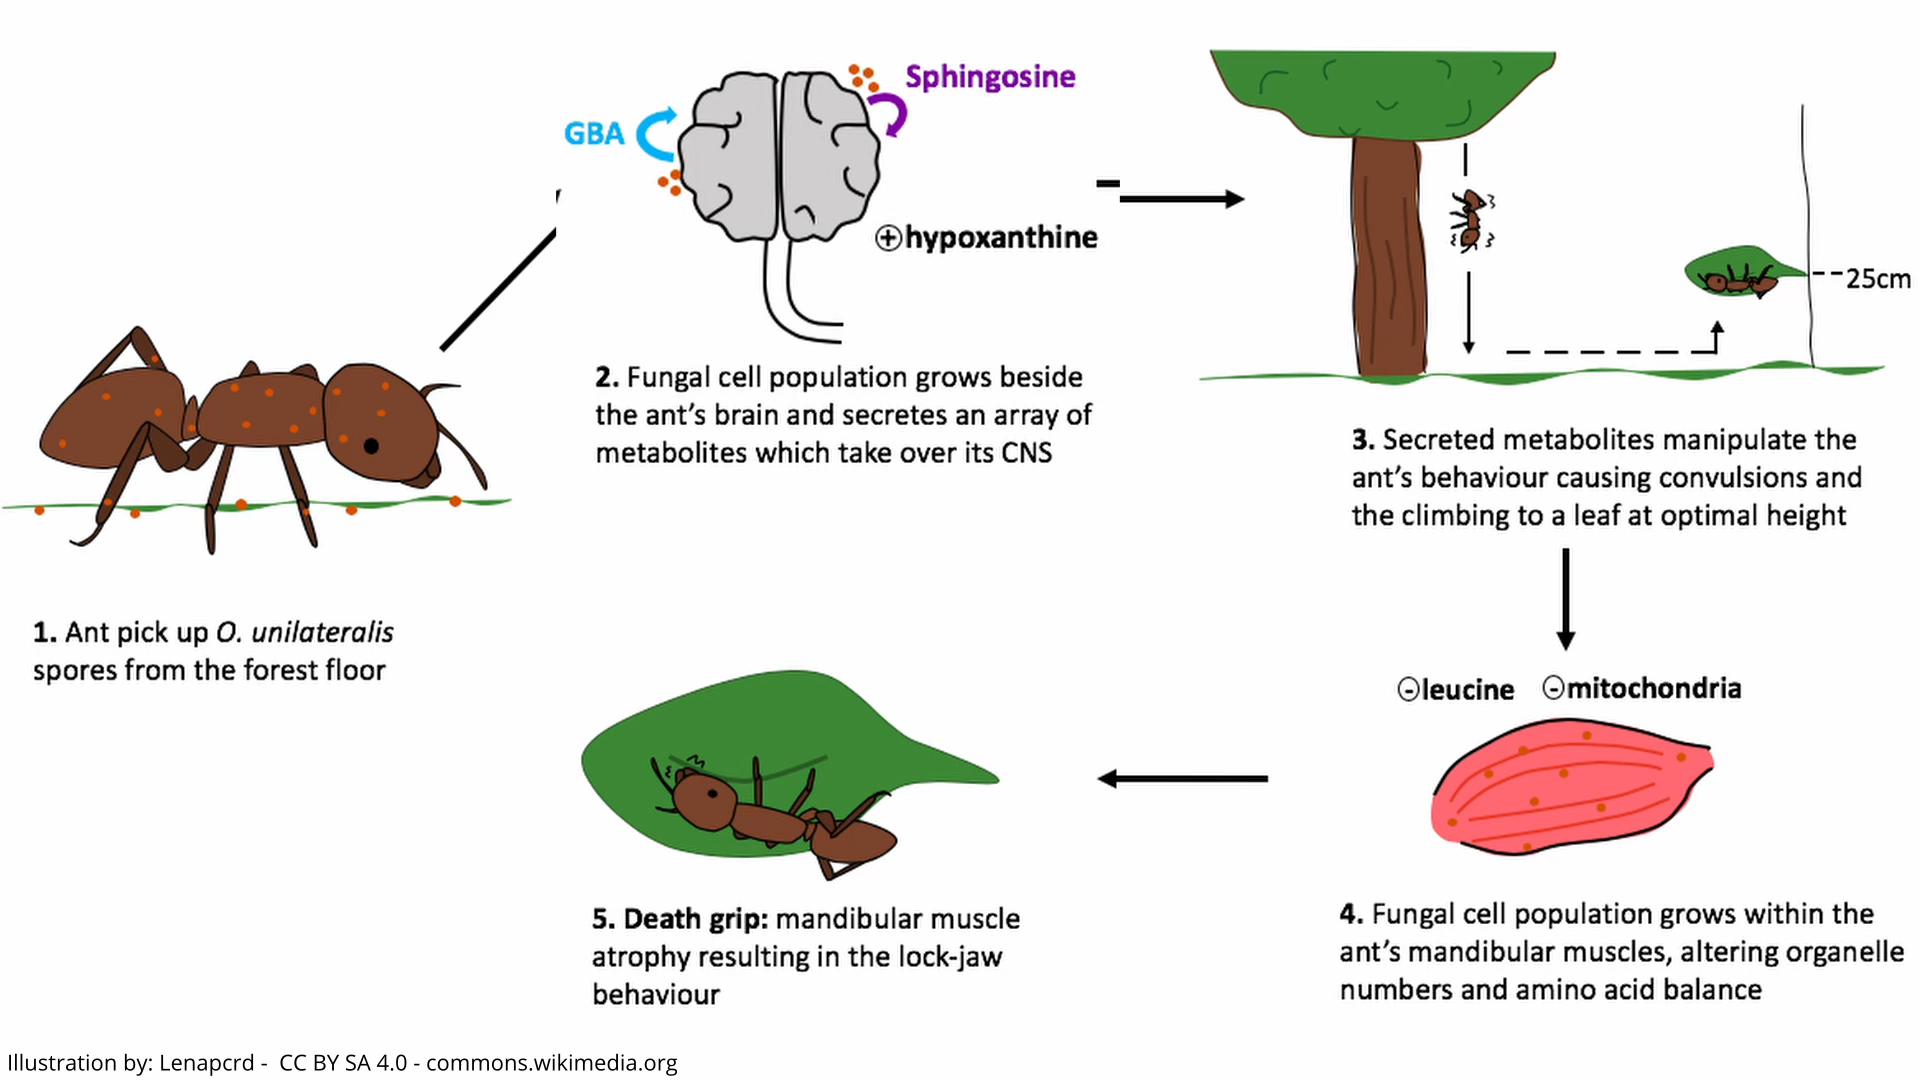 GBA
Sphingosine
⊕hypoxanthine
1. Ant pick up O. unilateralis
spores from the forest floor
2. Fungal cell population grows beside
the ant's brain and secretes an array of
metabolites which take over its CNS
25cm
3. Secreted metabolites manipulate the
ant's behaviour causing convulsions and
the climbing to a leaf at optimal height
⊖leucine ⊖mitochondria
4. Fungal cell population grows within the
ant's mandibular muscles, altering organelle
numbers and amino acid balance
5. Death grip: mandibular muscle
atrophy resulting in the lock-jaw
behaviour
Illustration by: Lenapcrd - CC BY SA 4.0 - commons.wikimedia.org